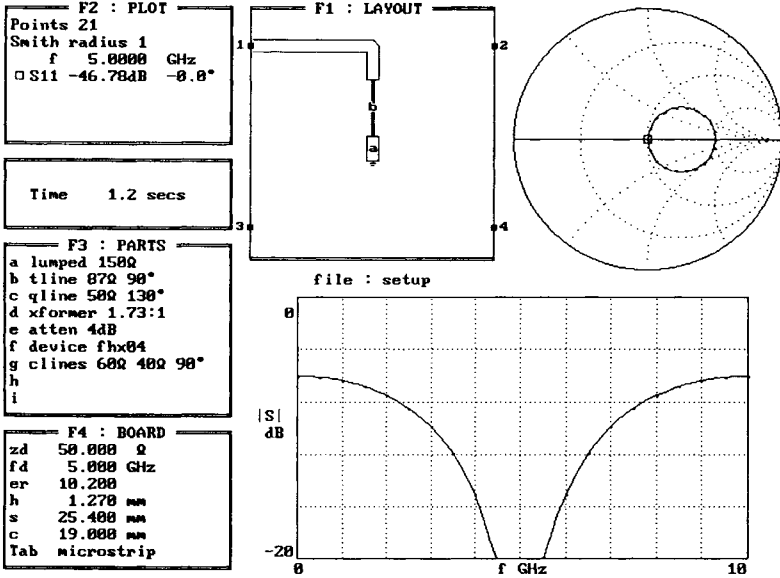 F2 : PLOT
Points 21
Smith radius 1
f 5.0000 GHz
S11 -46.78dB -0.0°
Time 1.2 secs
F3 : PARTS
a lumped 150Ω
b tline 87Ω 90°
c qline 50Ω 130°
d xformer 1.73:1
e atten 4dB
f device fhx04
g clines 60Ω 40Ω 90°
h
i
F4 : BOARD
zd 50.000 Ω
fd 5.000 GHz
er 10.200
h 1.270 mm
s 25.400 mm
c 19.000 mm
Tab microstrip
F1 : LAYOUT
1
2
b
a
3
4
file : setup
0
|S|
dB
-20
0 f GHz 10